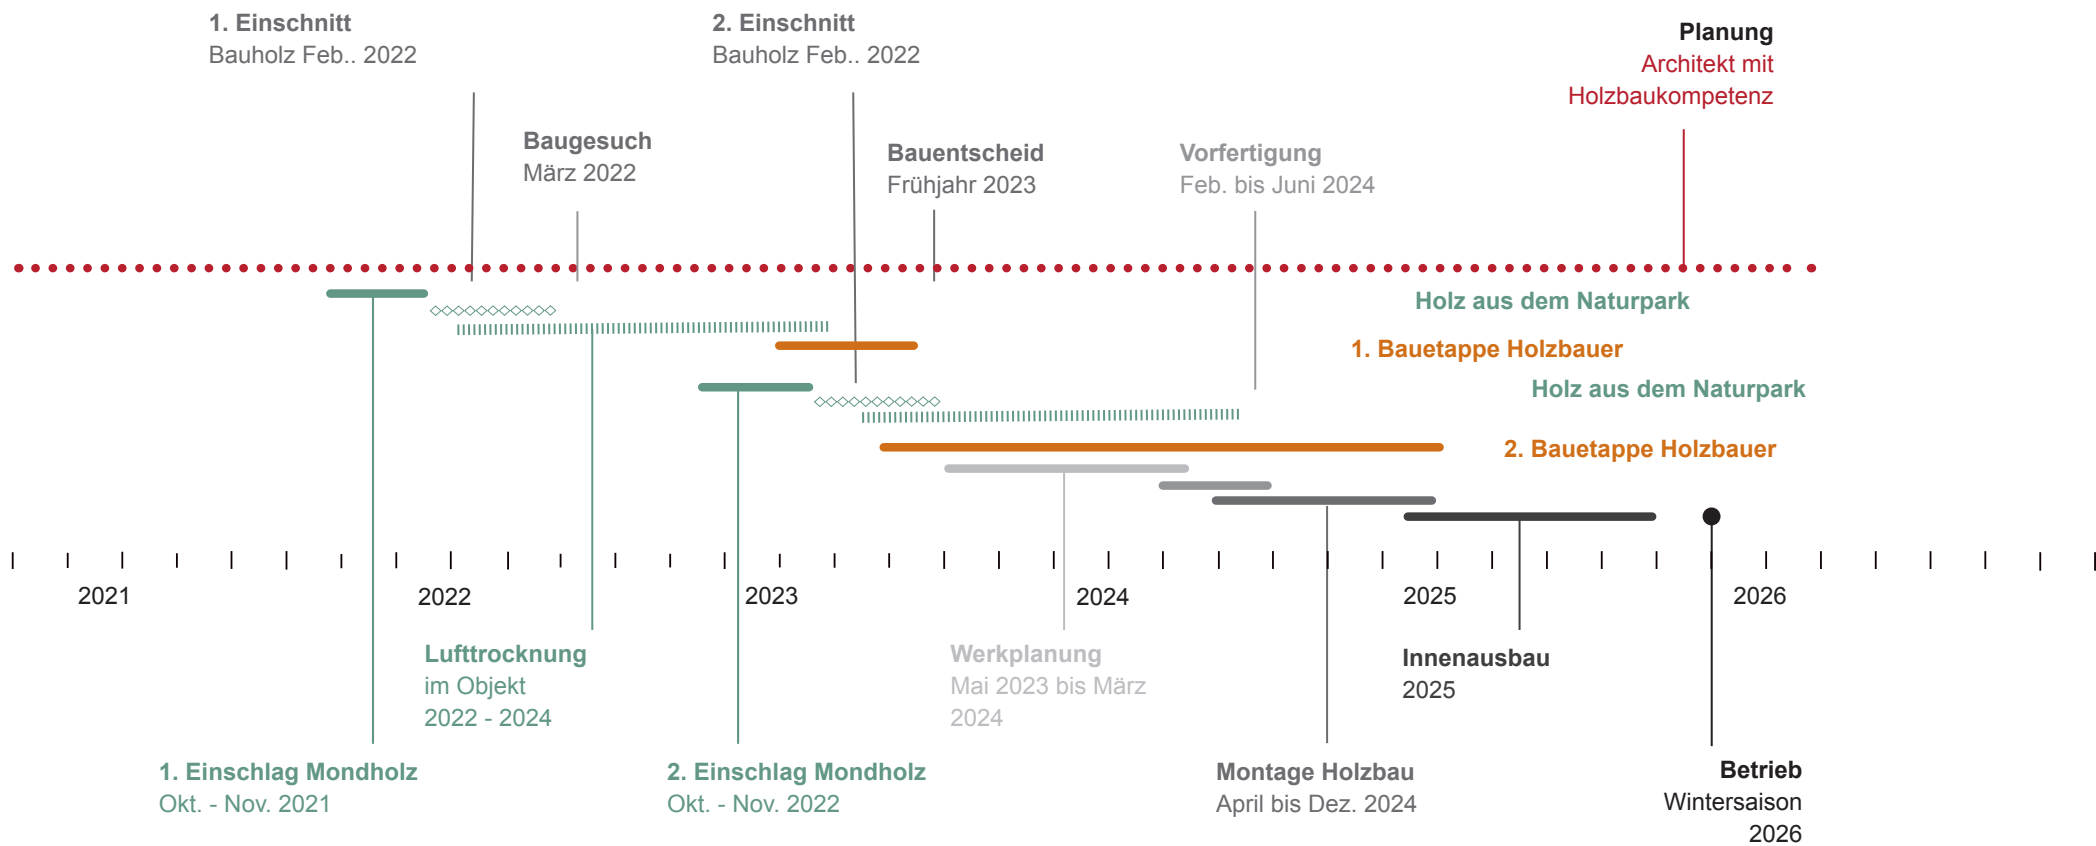 1. Einschnitt
Bauholz Feb.. 2022
2. Einschnitt
Bauholz Feb.. 2022
Planung
Architekt mit
Holzbaukompetenz
Baugesuch
März 2022
Bauentscheid
Frühjahr 2023
Vorfertigung
Feb. bis Juni 2024
Holz aus dem Naturpark
1. Bauetappe Holzbauer
Holz aus dem Naturpark
2. Bauetappe Holzbauer
2021
2022
2023
2024
2025
2026
Lufttrocknung
im Objekt
2022 - 2024
Werkplanung
Mai 2023 bis März
2024
Innenausbau
2025
1. Einschlag Mondholz
Okt. - Nov. 2021
2. Einschlag Mondholz
Okt. - Nov. 2022
Montage Holzbau
April bis Dez. 2024
Betrieb
Wintersaison
2026